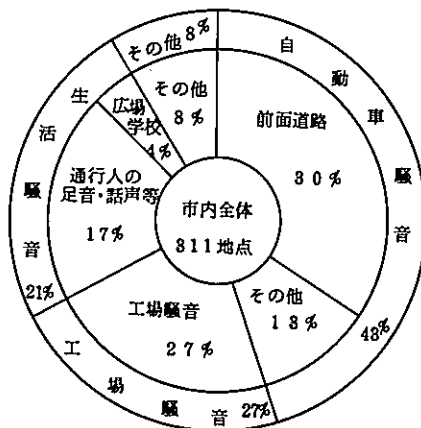 その他8%
自動車騒音
43%
生活騒音
21%
工場騒音
27%
その他
8%
前面道路
30%
広場
学校
4%
通行人の
足音・話声等
17%
市内全体
311地点
その他
13%
工場騒音
27%